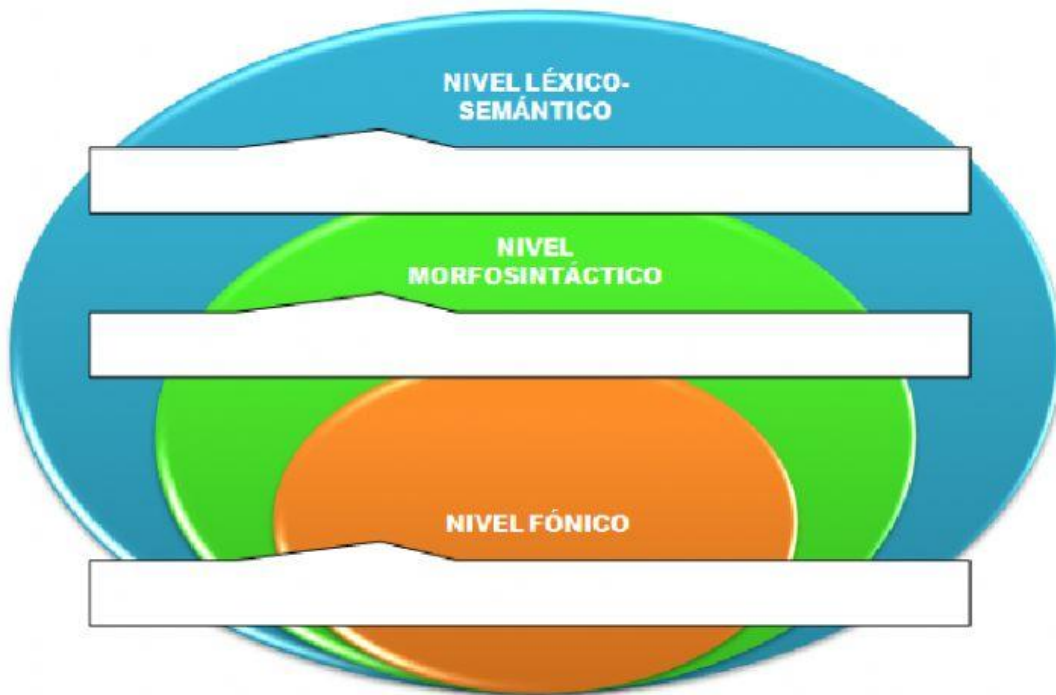 NIVEL LÉXICO-
SEMÁNTICO
NIVEL
MORFOSINTÁCTICO
NIVEL FÓNICO